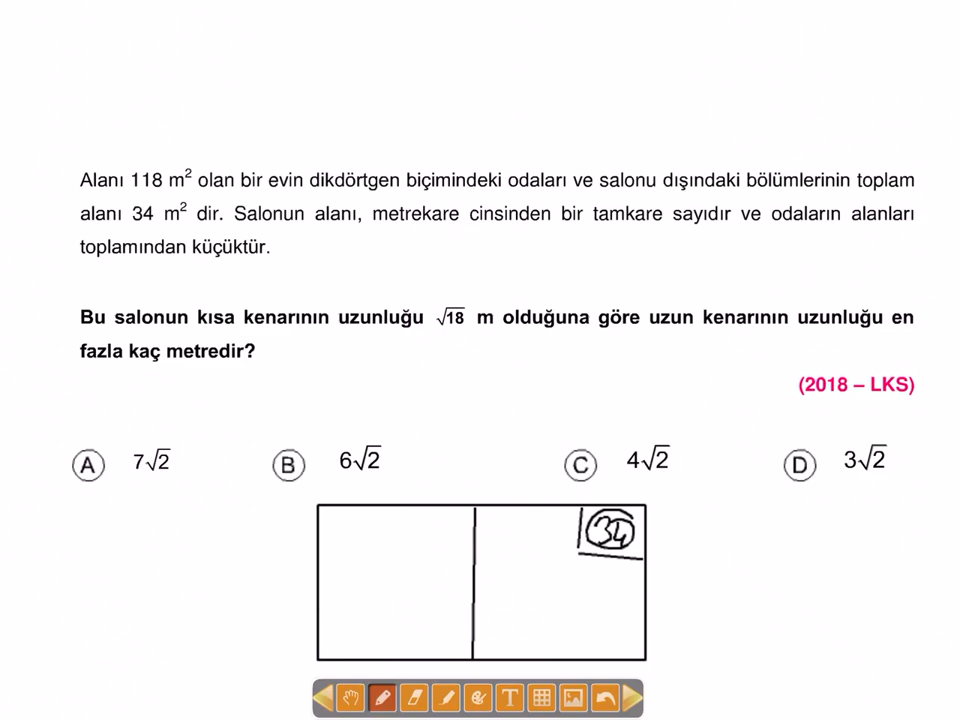 Alanı 118 m² olan bir evin dikdörtgen biçimindeki odaları ve salonu dışındaki bölümlerinin toplam
alanı 34 m² dir. Salonun alanı, metrekare cinsinden bir tamkare sayıdır ve odaların alanları
toplamından küçüktür.
Bu salonun kısa kenarının uzunluğu √18 m olduğuna göre uzun kenarının uzunluğu en
fazla kaç metredir?
(2018 – LKS)
A 7√2 B 6√2 C 4√2 D 3√2
34
T